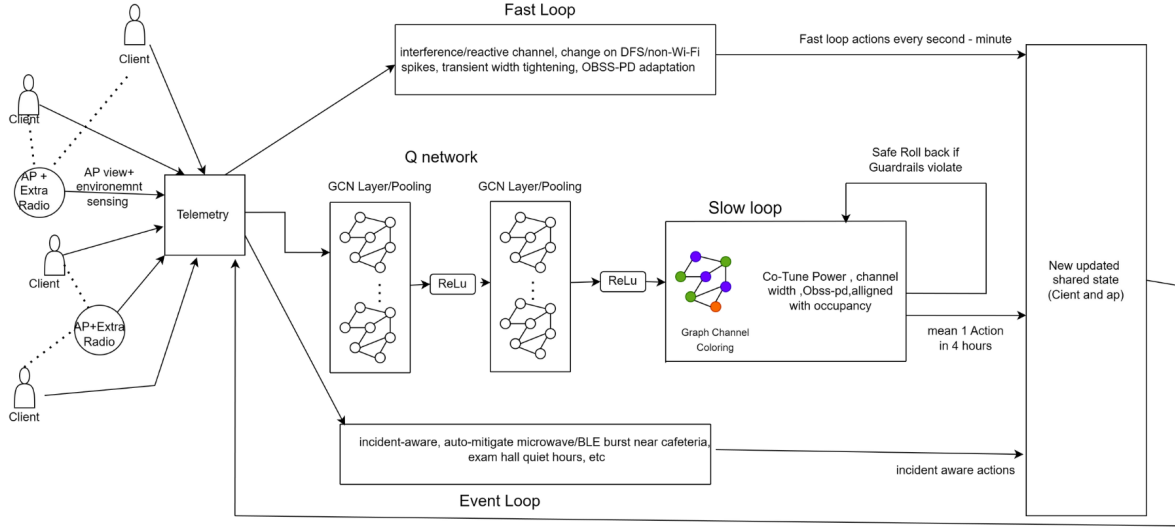 Fast Loop
Client
interference/reactive channel, change on DFS/non-Wi-Fi
spikes, transient width tightening, OBSS-PD adaptation
Fast loop actions every second - minute
Client
Q network
Safe Roll back if
Guardrails violate
AP +
Extra
Radio
AP view+
environemnt
sensing
GCN Layer/Pooling
GCN Layer/Pooling
Telemetry
Slow loop
ReLu
ReLu
Co-Tune Power , channel
width ,Obss-pd,alligned
with occupancy
Graph Channel
Coloring
New updated
shared state
(Cient and ap)
Client
AP+Extra
Radio
mean 1 Action
in 4 hours
Client
incident-aware, auto-mitigate microwave/BLE burst near cafeteria,
exam hall quiet hours, etc
incident aware actions
Event Loop